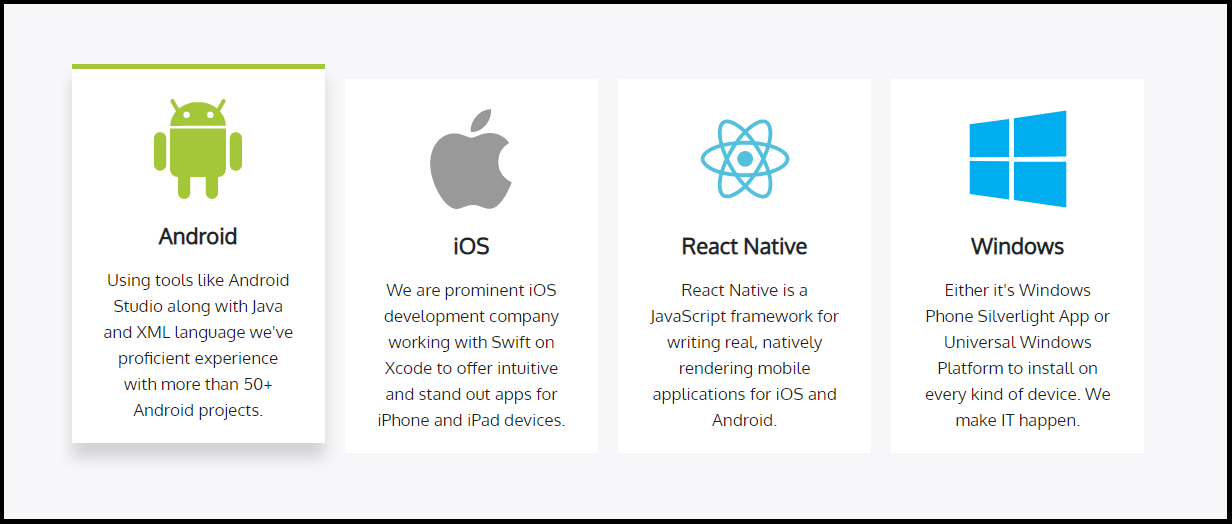 Android
Using tools like Android
Studio along with Java
and XML language we've
proficient experience
with more than 50+
Android projects.
iOS
We are prominent iOS
development company
working with Swift on
Xcode to offer intuitive
and stand out apps for
iPhone and iPad devices.
React Native
React Native is a
JavaScript framework for
writing real, natively
rendering mobile
applications for iOS and
Android.
Windows
Either it's Windows
Phone Silverlight App or
Universal Windows
Platform to install on
every kind of device. We
make IT happen.